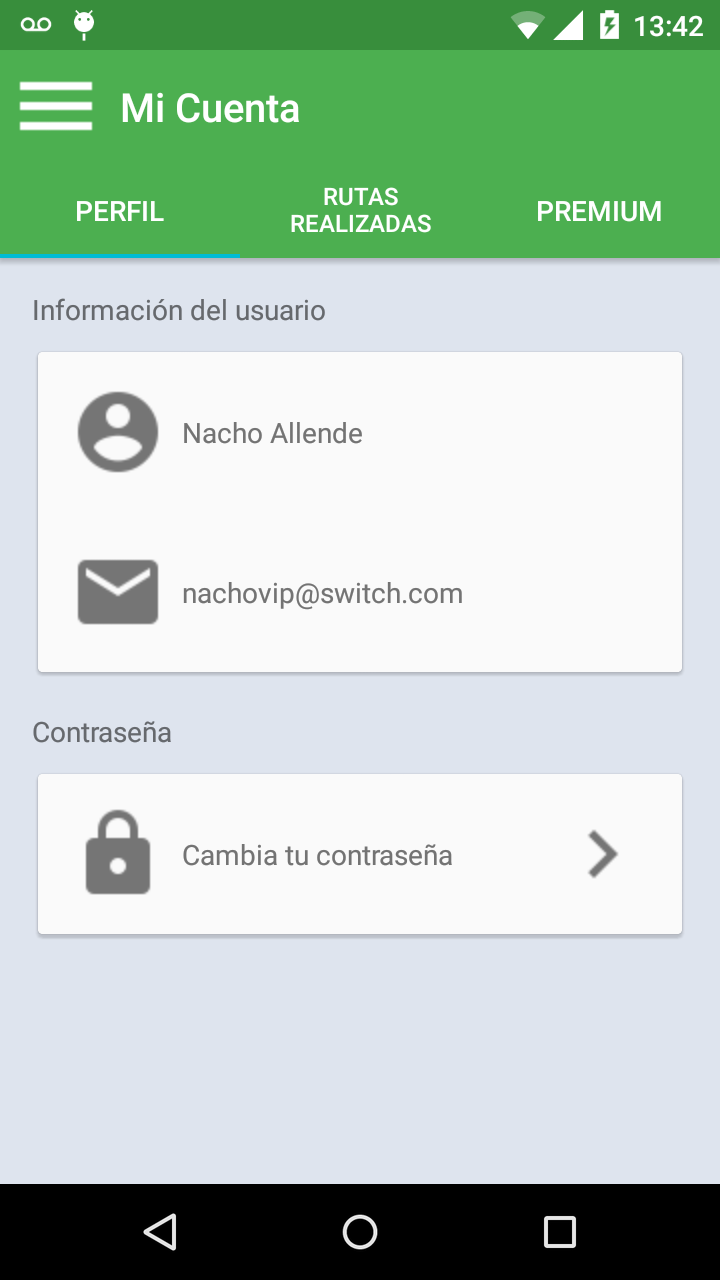 13:42
Mi Cuenta
PERFIL
RUTAS
REALIZADAS
PREMIUM
Información del usuario
Nacho Allende
nachovip@switch.com
Contraseña
Cambia tu contraseña